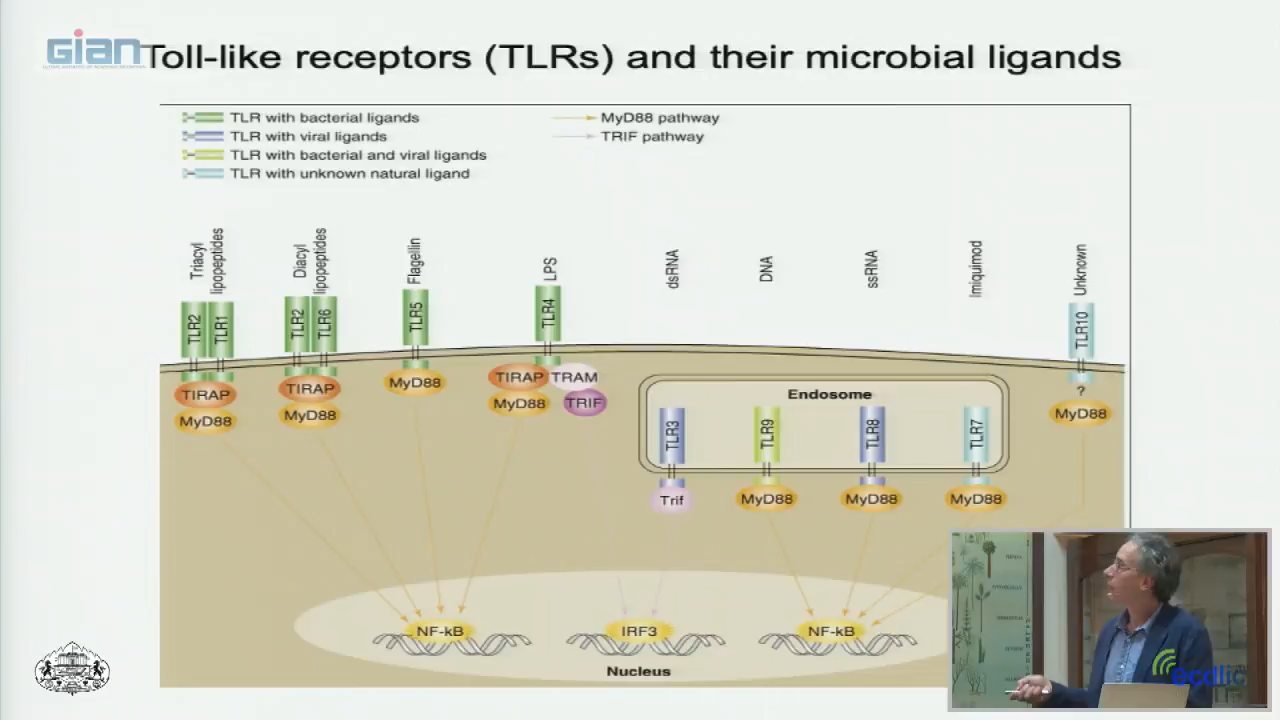 GIAN
Toll-like receptors (TLRs) and their microbial ligands
TLR with bacterial ligands
TLR with viral ligands
TLR with bacterial and viral ligands
TLR with unknown natural ligand
MyD88 pathway
TRIF pathway
Triacyl
lipopeptides
Diacyl
lipopeptides
Flagellin
LPS
dsRNA
DNA
ssRNA
Imiquimod
Unknown
TLR2
TLR1
TLR2
TLR6
TLR5
TLR4
TLR10
TIRAP
MyD88
TIRAP
MyD88
MyD88
TIRAP
TRAM
MyD88
TRIF
?
MyD88
Endosome
TLR3
TLR9
TLR8
TLR7
Trif
MyD88
MyD88
MyD88
NF-kB
IRF3
NF-kB
Nucleus
ecdlic